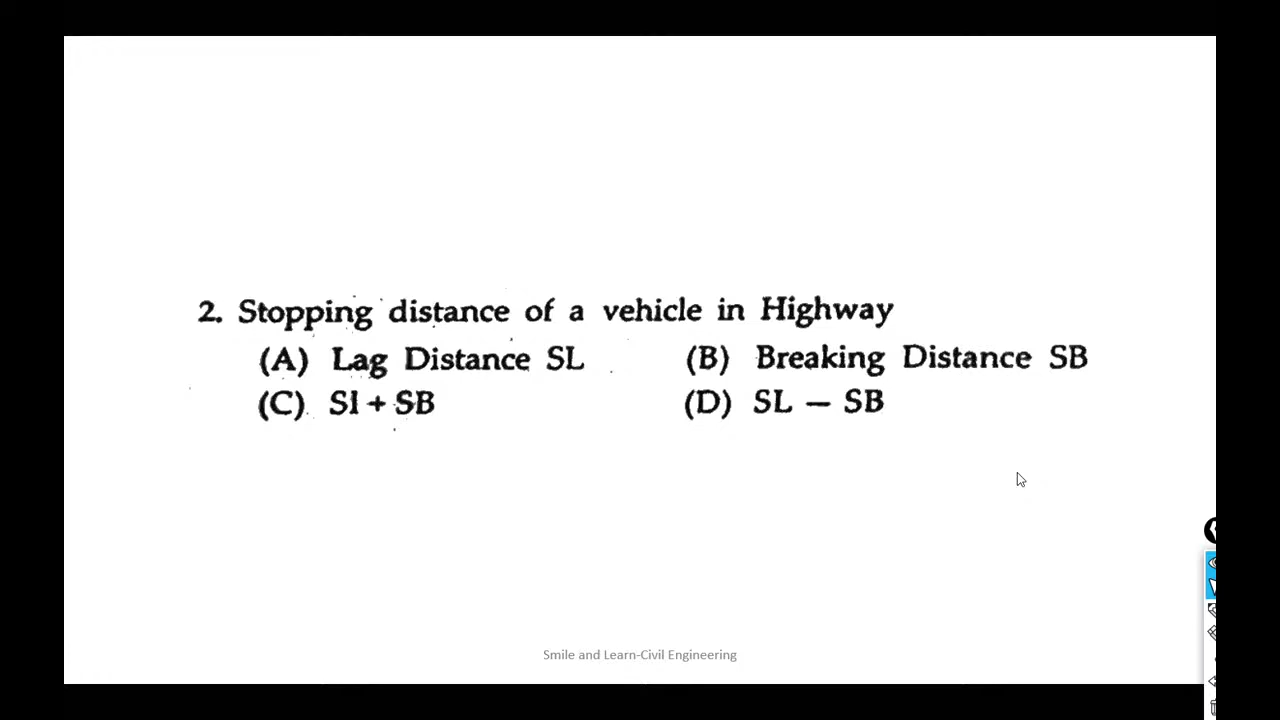 2. Stopping distance of a vehicle in Highway
(A) Lag Distance SL (B) Breaking Distance SB
(C) Sl + SB (D) SL — SB
Smile and Learn-Civil Engineering